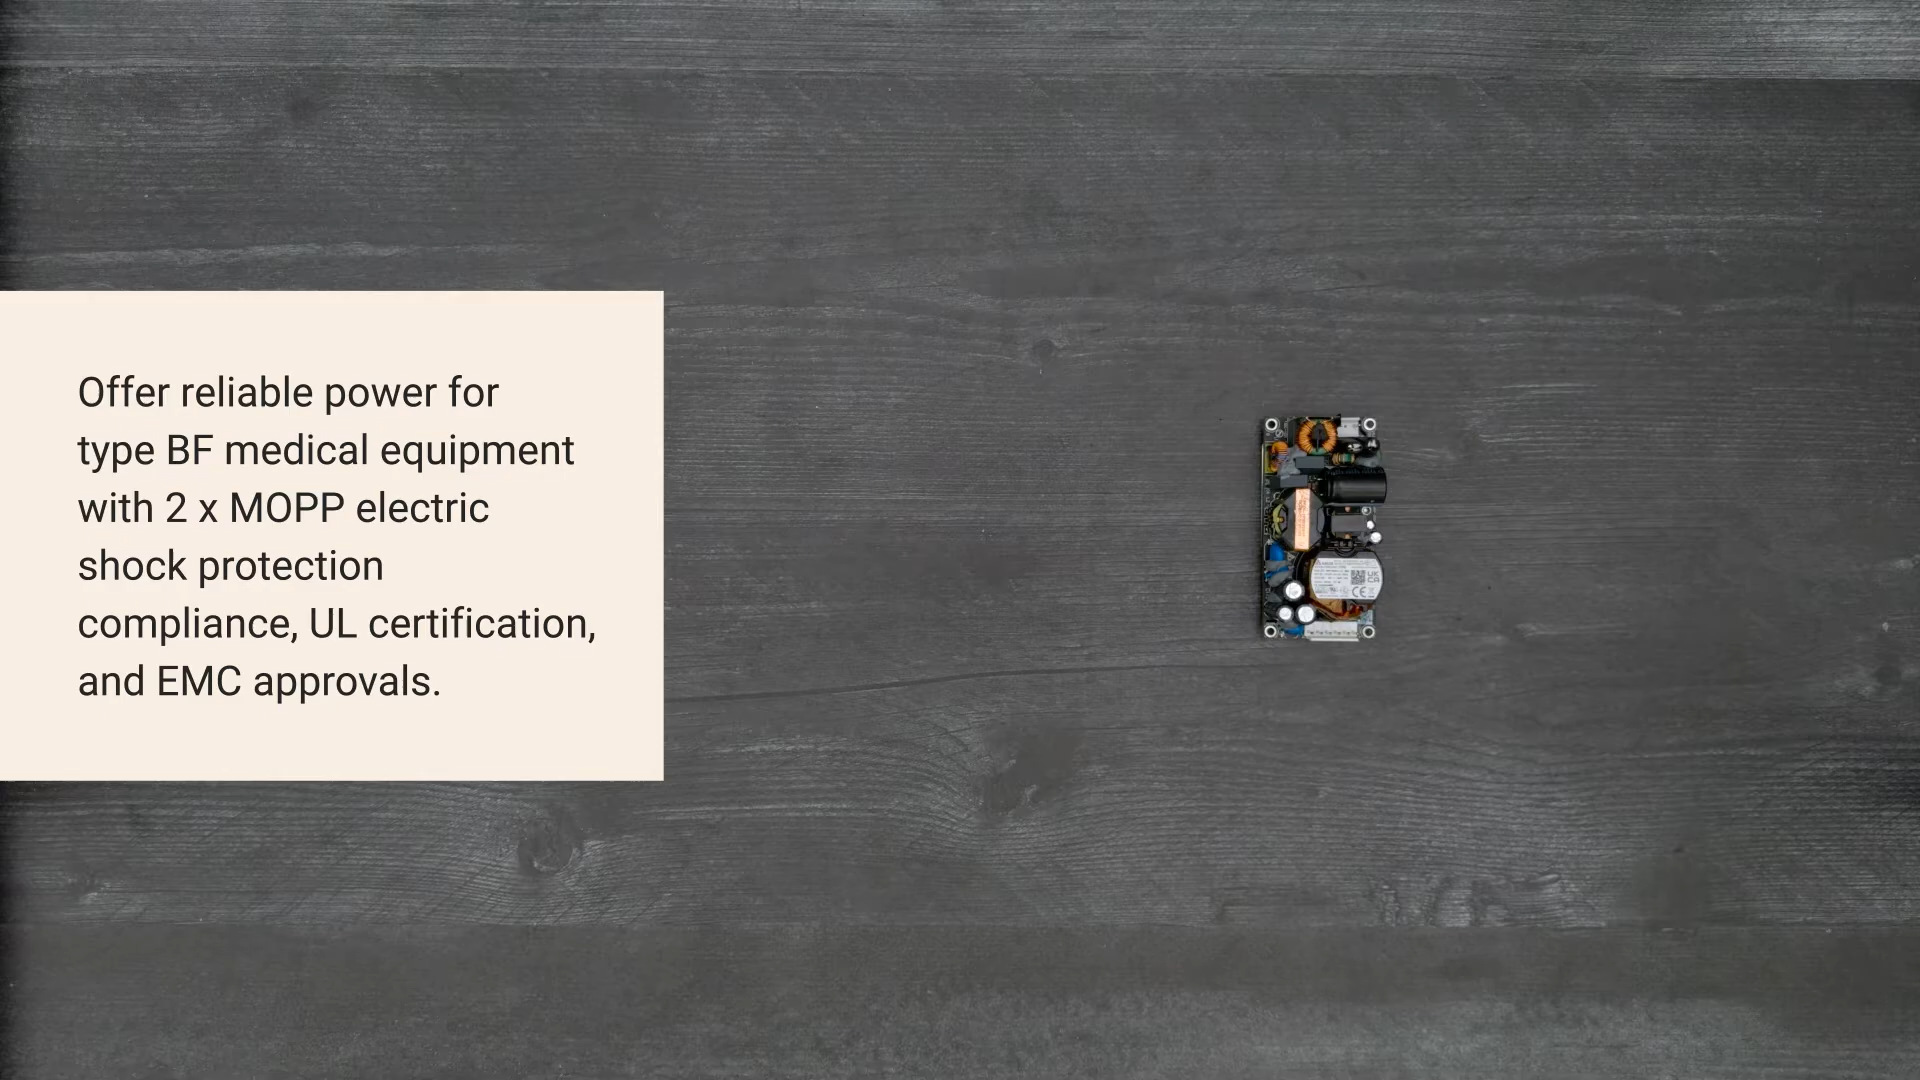 Offer reliable power for
type BF medical equipment
with 2 x MOPP electric
shock protection
compliance, UL certification,
and EMC approvals.